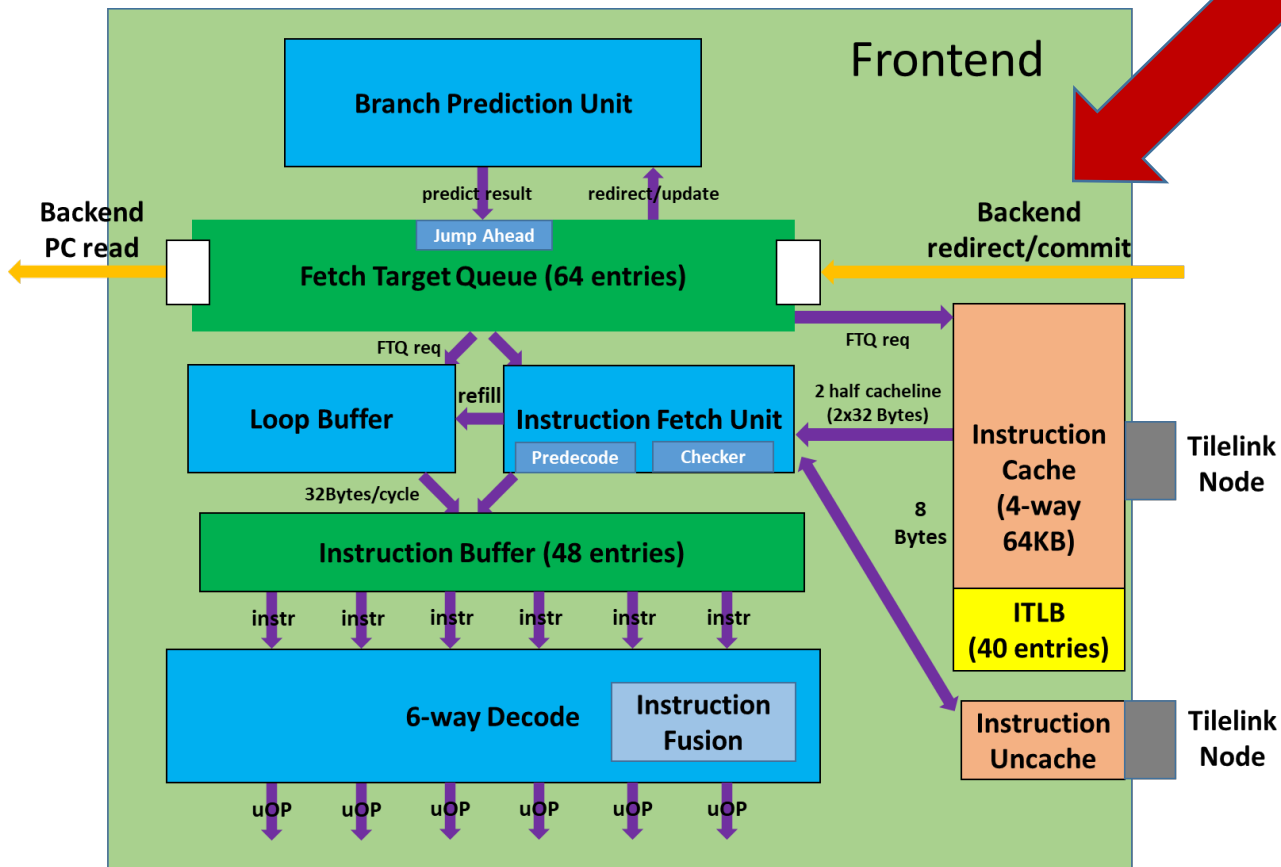 Frontend
Branch Prediction Unit
predict result
redirect/update
Backend
PC read
Jump Ahead
Fetch Target Queue (64 entries)
Backend
redirect/commit
FTQ req
FTQ req
Loop Buffer
refill
Instruction Fetch Unit
Predecode
Checker
2 half cacheline
(2x32 Bytes)
Instruction
Cache
(4-way
64KB)
Tilelink
Node
32Bytes/cycle
8
Bytes
Instruction Buffer (48 entries)
ITLB
(40 entries)
instr
instr
instr
instr
instr
instr
6-way Decode
Instruction
Fusion
Instruction
Uncache
Tilelink
Node
uOP
uOP
uOP
uOP
uOP
uOP